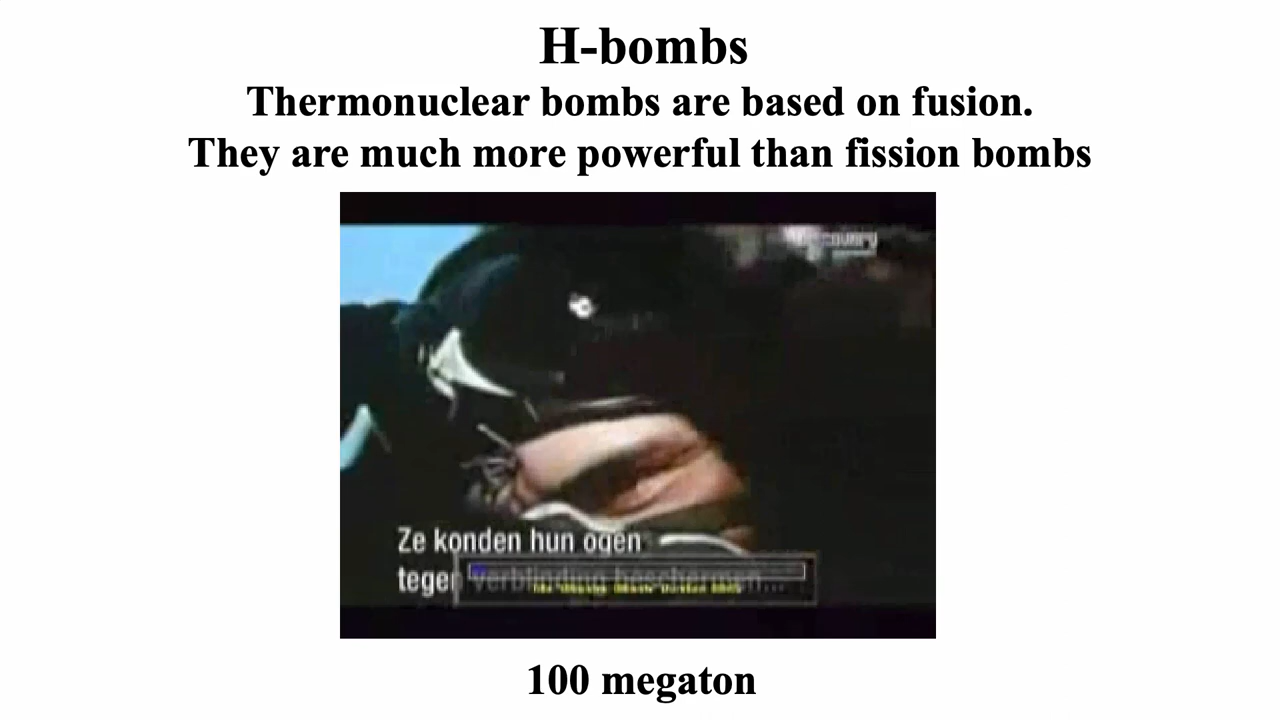 H-bombs
Thermonuclear bombs are based on fusion.
They are much more powerful than fission bombs
Ze konden hun ogen
tegen verblinding beschermen...
100 megaton